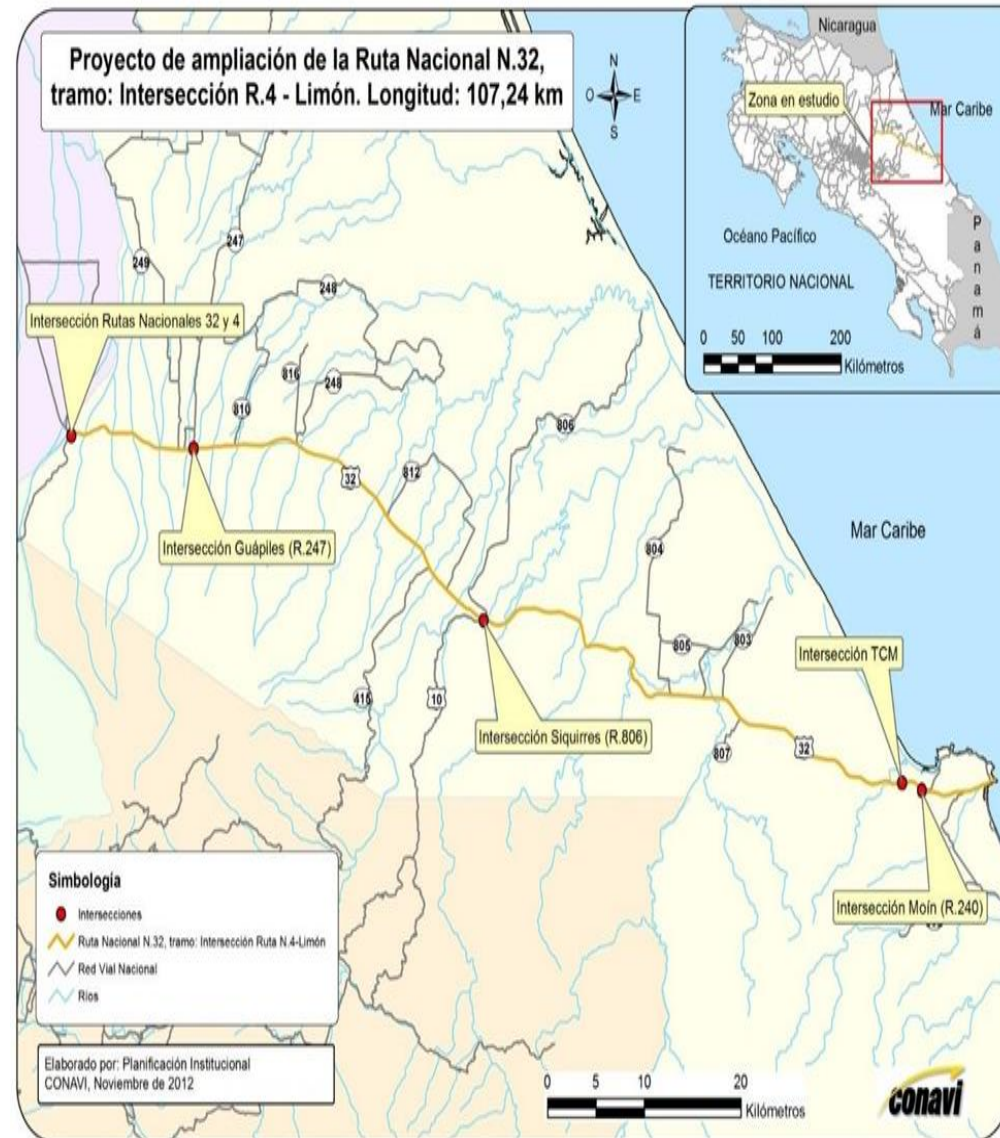 Proyecto de ampliación de la Ruta Nacional N.32,
tramo: Intersección R.4 - Limón. Longitud: 107,24 km
N
O
E
S
Nicaragua
Zona en estudio
Mar Caribe
Océano Pacífico
Panamá
TERRITORIO NACIONAL
0 50 100 200
Kilómetros
249
247
248
Intersección Rutas Nacionales 32 y 4
816
248
810
806
812
32
Mar Caribe
Intersección Guápiles (R.247)
804
805
803
Intersección TCM
415
10
Intersección Siquirres (R.806)
807
32
Intersección Moín (R.240)
Simbología
Intersecciones
Ruta Nacional N.32, tramo: Intersección Ruta N.4-Limón
Red Vial Nacional
Ríos
Elaborado por: Planificación Institucional
CONAVI, Noviembre de 2012
0 5 10 20
Kilómetros
conavi